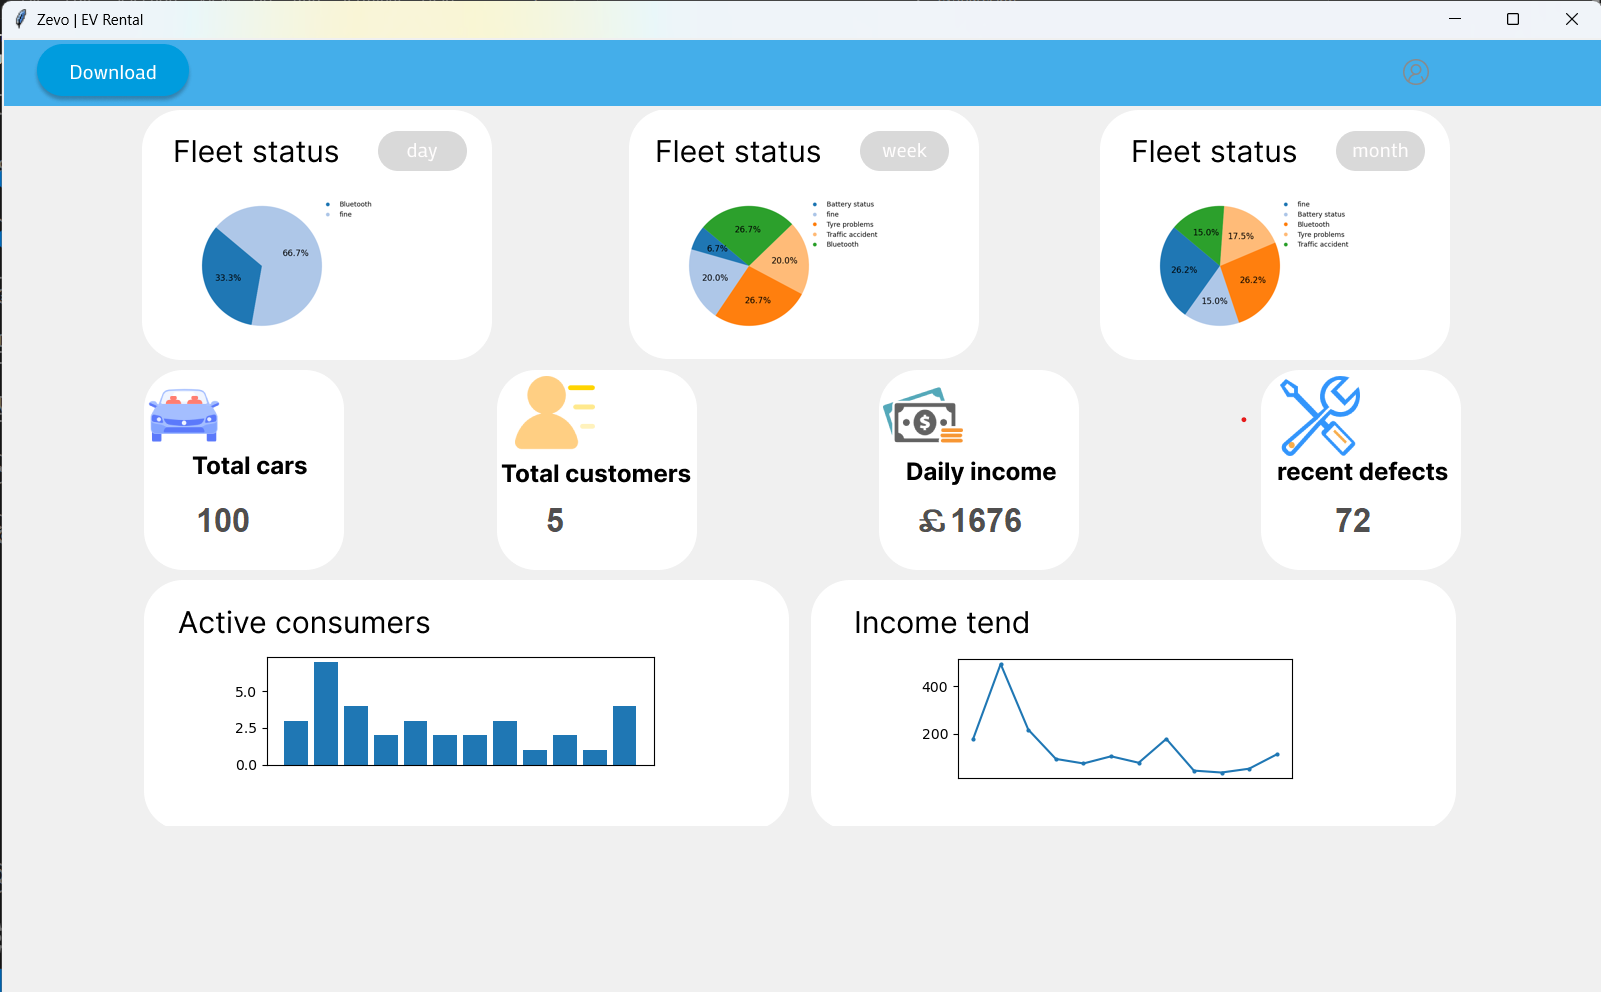 Zevo | EV Rental
Download
Fleet status
day
Bluetooth
fine
66.7%
33.3%
Fleet status
week
Battery status
fine
Tyre problems
Traffic accident
Bluetooth
26.7%
6.7%
20.0%
20.0%
26.7%
Fleet status
month
fine
Battery status
Bluetooth
Tyre problems
Traffic accident
15.0%
17.5%
26.2%
26.2%
15.0%
Total cars
100
Total customers
5
Daily income
£ 1676
recent defects
72
Active consumers
5.0
2.5
0.0
Income tend
400
200